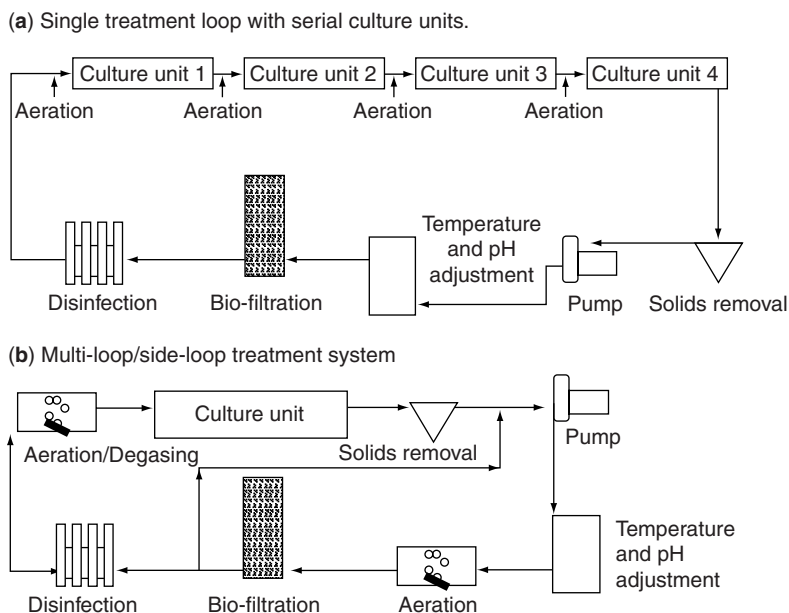 (a) Single treatment loop with serial culture units.
Culture unit 1
Culture unit 2
Culture unit 3
Culture unit 4
Aeration
Aeration
Aeration
Aeration
Temperature
and pH
adjustment
Disinfection
Bio-filtration
Pump
Solids removal
(b) Multi-loop/side-loop treatment system
Culture unit
Aeration/Degasing
Solids removal
Pump
Temperature
and pH
adjustment
Disinfection
Bio-filtration
Aeration